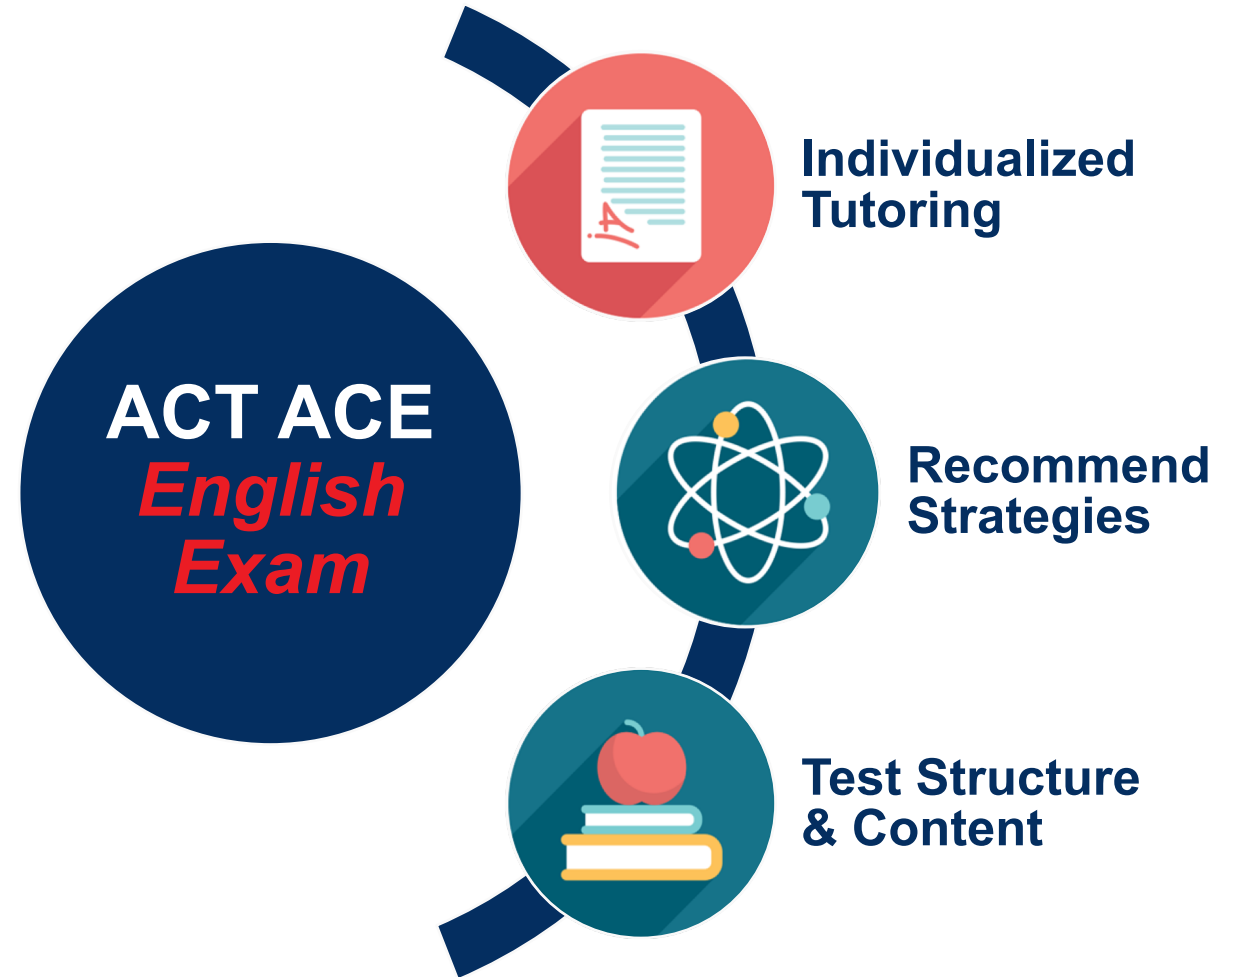 ACT ACE
English
Exam
Individualized
Tutoring
Recommend
Strategies
Test Structure
& Content